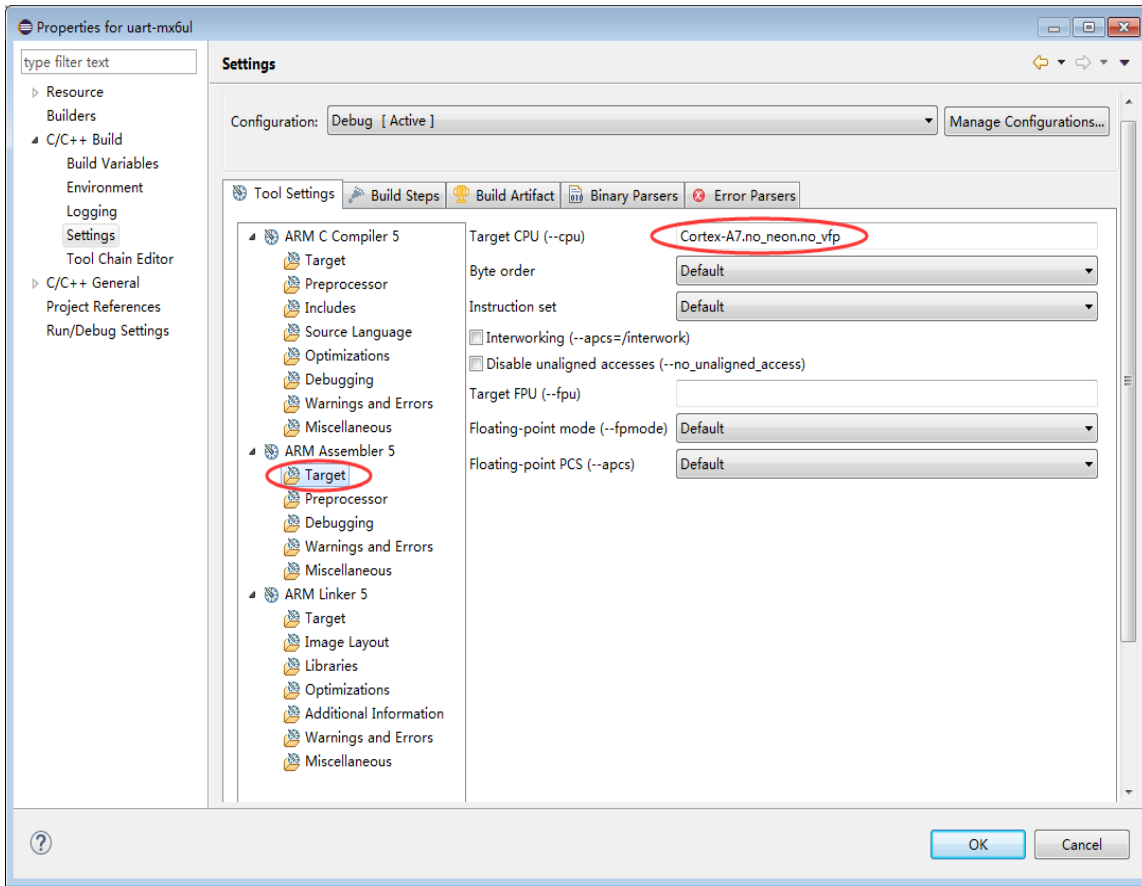 Properties for uart-mx6ul
type filter text
Resource
Builders
C/C++ Build
Build Variables
Environment
Logging
Settings
Tool Chain Editor
C/C++ General
Project References
Run/Debug Settings
Settings
Configuration: Debug [ Active ] Manage Configurations...
Tool Settings Build Steps Build Artifact Binary Parsers Error Parsers
ARM C Compiler 5
Target
Preprocessor
Includes
Source Language
Optimizations
Debugging
Warnings and Errors
Miscellaneous
ARM Assembler 5
Target
Preprocessor
Debugging
Warnings and Errors
Miscellaneous
ARM Linker 5
Target
Image Layout
Libraries
Optimizations
Additional Information
Warnings and Errors
Miscellaneous
Target CPU (--cpu) Cortex-A7.no_neon.no_vfp
Byte order Default
Instruction set Default
Interworking (--apcs=/interwork)
Disable unaligned accesses (--no_unaligned_access)
Target FPU (--fpu)
Floating-point mode (--fpmode) Default
Floating-point PCS (--apcs) Default
OK Cancel